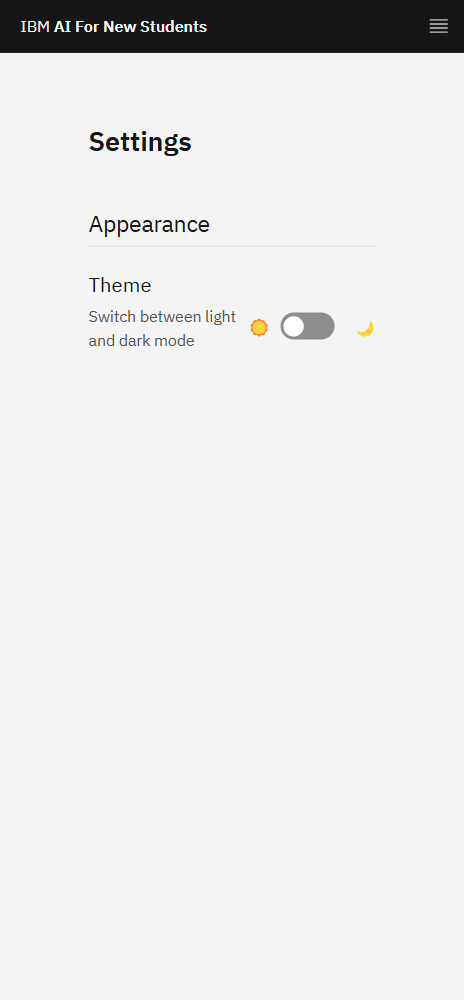 IBM AI For New Students
Settings
Appearance
Theme
Switch between light
and dark mode